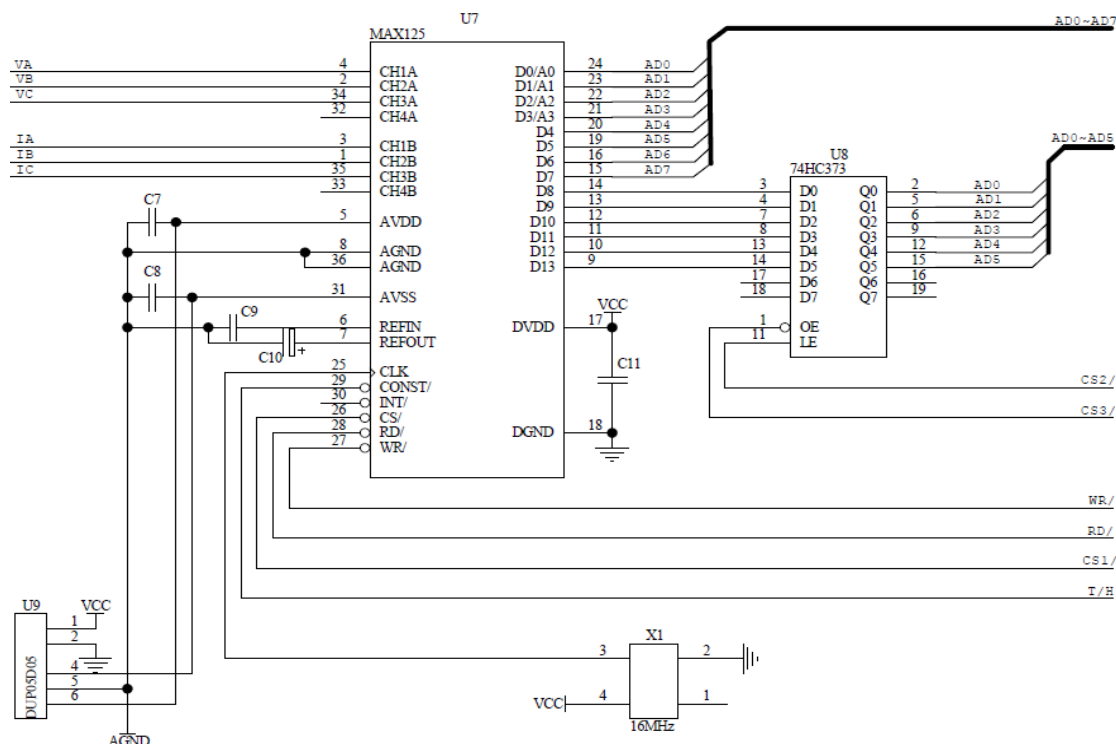 U7
MAX125
AD0~AD7
VA 4 CH1A D0/A0 24 AD0
VB 2 CH2A D1/A1 23 AD1
VC 34 CH3A D2/A2 22 AD2
32 CH4A D3/A3 21 AD3
D4 20 AD4
IA 3 CH1B D5 19 AD5
IB 1 CH2B D6 16 AD6
IC 35 CH3B D7 15 AD7
33 CH4B D8 14
D9 13
C7 5 AVDD D10 12
D11 11
8 AGND D12 10
36 AGND D13 9
C8 31 AVSS
C9 6 REFIN DVDD 17 VCC
C10 + 7 REFOUT
C11
25 CLK
29 CONST/
30 INT/
26 CS/
28 RD/ DGND 18
27 WR/
U8
74HC373
AD0~AD5
3 D0 Q0 2 AD0
4 D1 Q1 5 AD1
7 D2 Q2 6 AD2
8 D3 Q3 9 AD3
13 D4 Q4 12 AD4
14 D5 Q5 15 AD5
17 D6 Q6 16
18 D7 Q7 19
1 OE
11 LE
CS2/
CS3/
WR/
RD/
CS1/
T/H
U9
DUP05D05
1 VCC
2
4
5
6
AGND
X1
3 2
VCC 4 1
16MHz